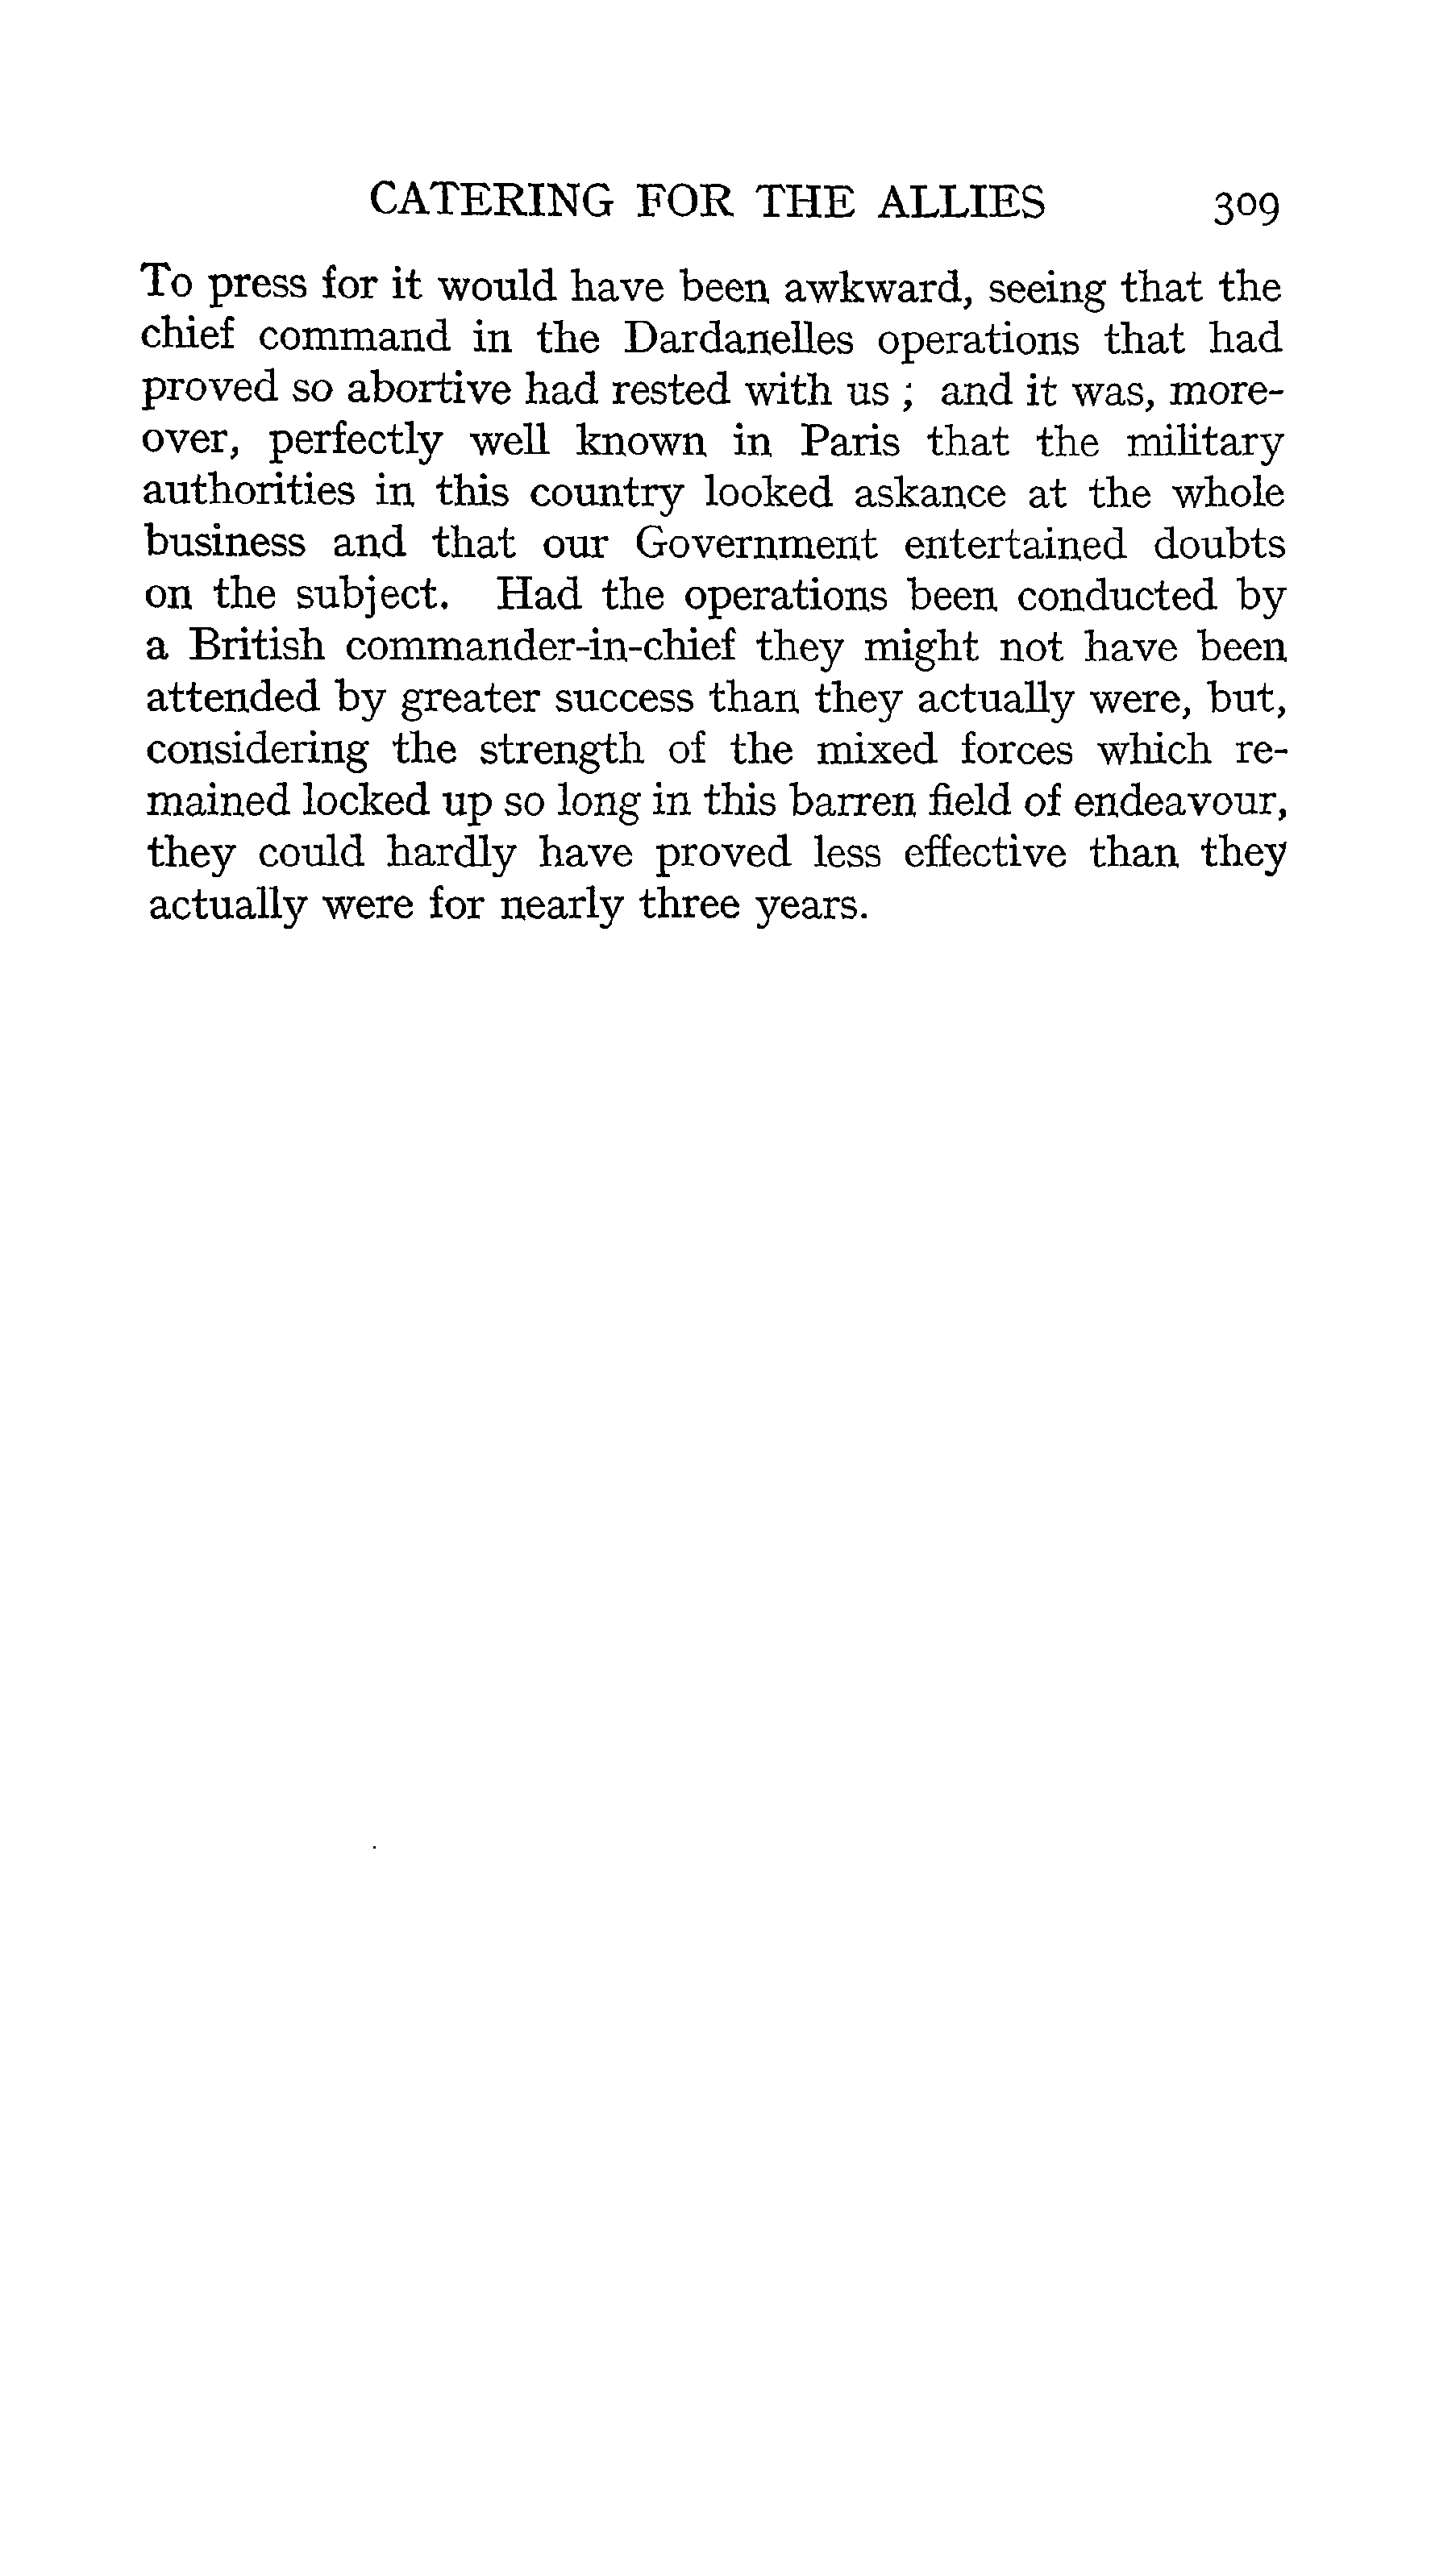 CATERING FOR THE ALLIES 309
To press for it would have been awkward, seeing that the
chief command in the Dardanelles operations that had
proved so abortive had rested with us ; and it was, more-
over, perfectly well known in Paris that the military
authorities in this country looked askance at the whole
business and that our Government entertained doubts
on the subject. Had the operations been conducted by
a British commander-in-chief they might not have been
attended by greater success than they actually were, but,
considering the strength of the mixed forces which re-
mained locked up so long in this barren field of endeavour,
they could hardly have proved less effective than they
actually were for nearly three years.